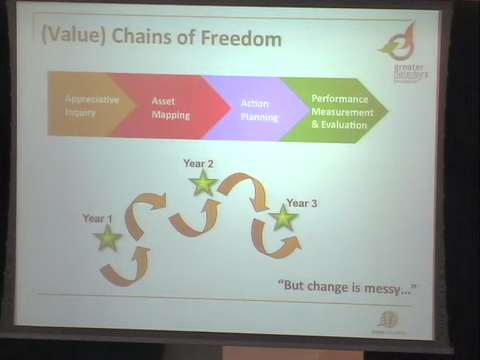 (Value) Chains of Freedom
greater
Appreciative
Inquiry
Asset
Mapping
Action
Planning
Performance
Measurement
& Evaluation
Year 1
Year 2
Year 3
"But change is messy..."